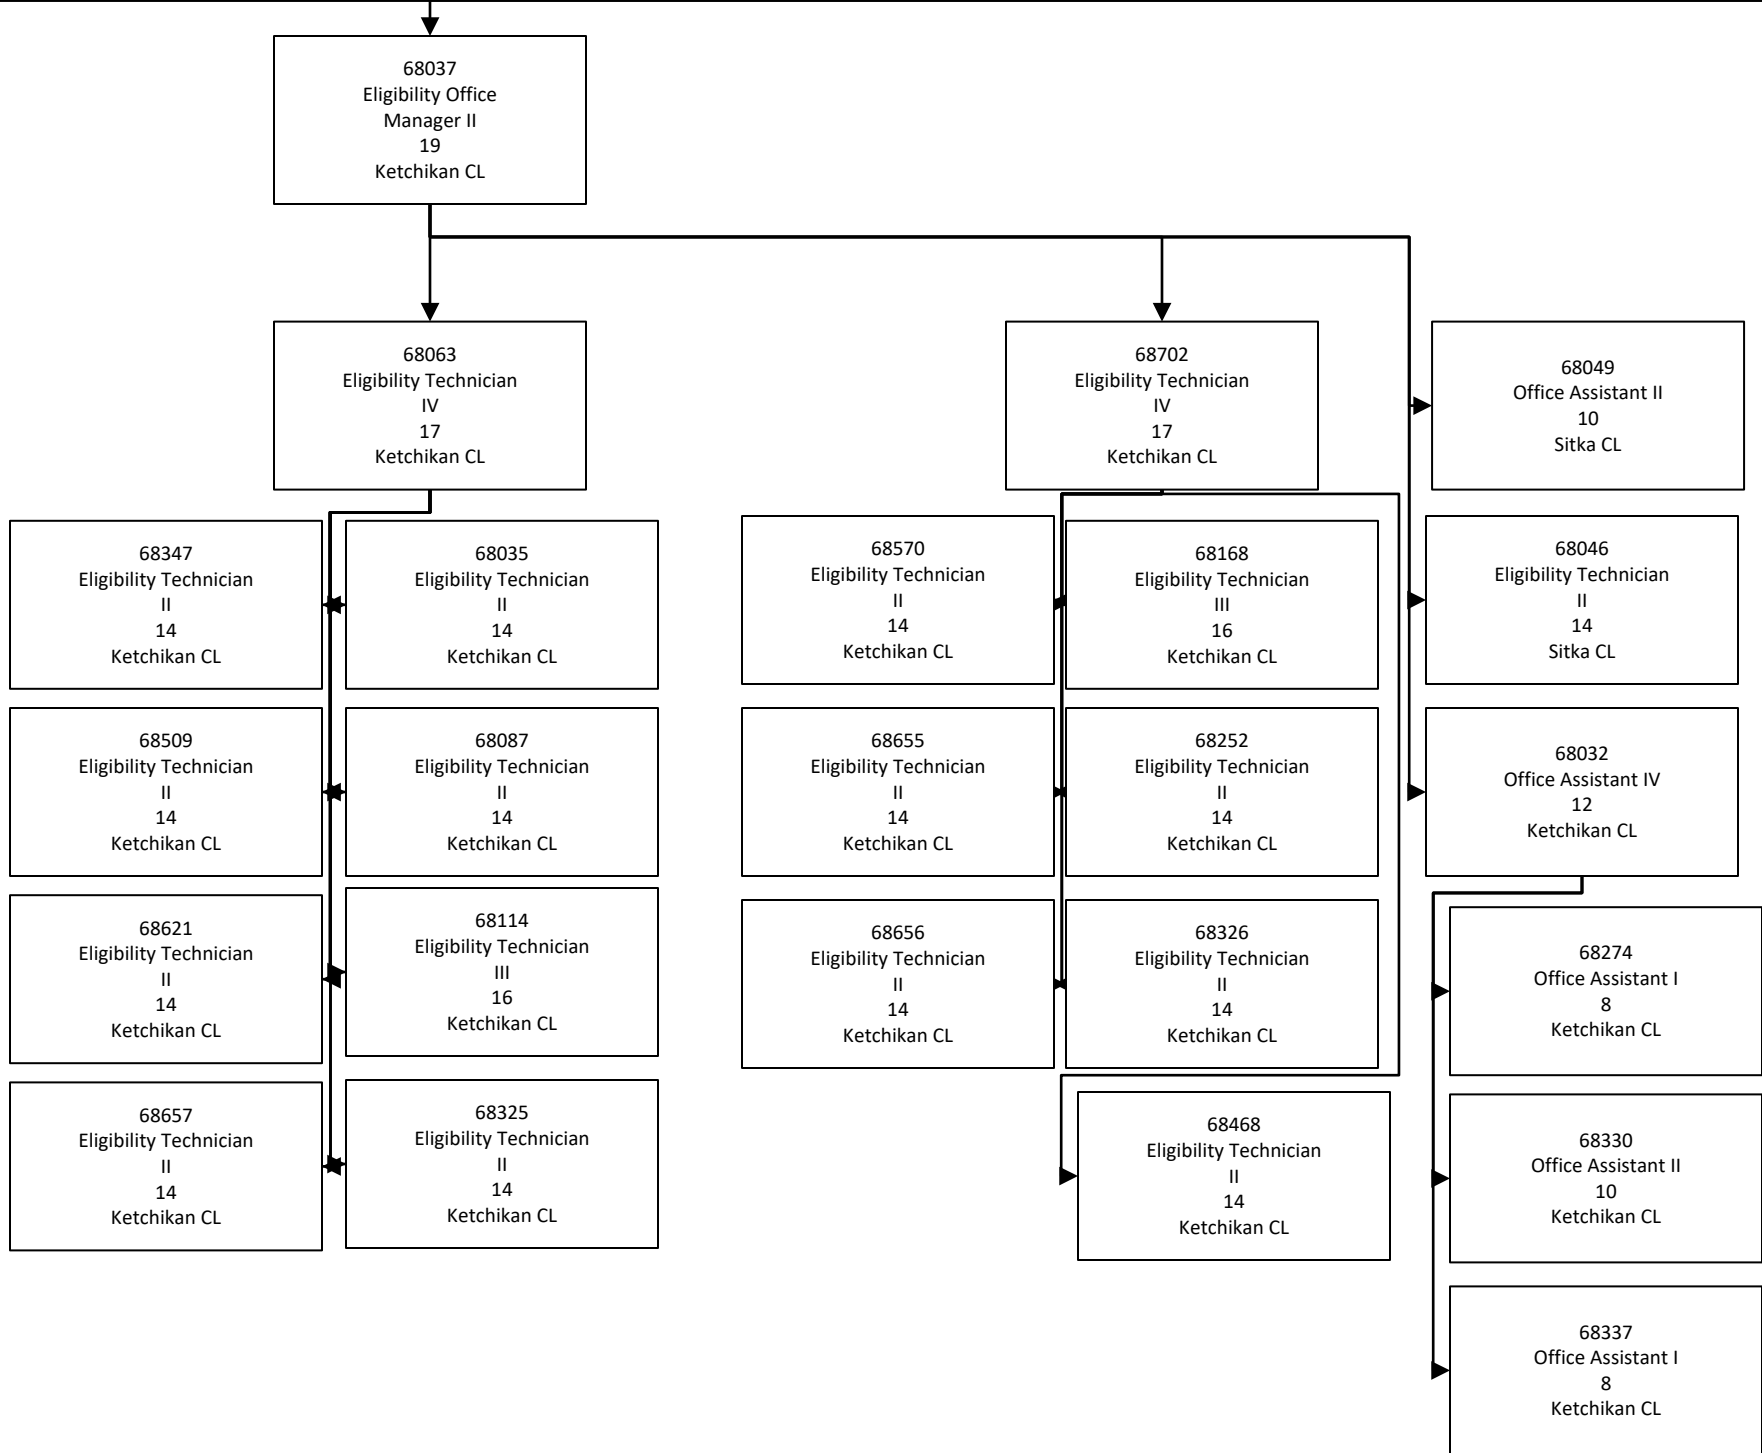 68037
Eligibility Office
Manager II
19
Ketchikan CL
68063
Eligibility Technician
IV
17
Ketchikan CL
68702
Eligibility Technician
IV
17
Ketchikan CL
68049
Office Assistant II
10
Sitka CL
68347
Eligibility Technician
II
14
Ketchikan CL
68035
Eligibility Technician
II
14
Ketchikan CL
68570
Eligibility Technician
II
14
Ketchikan CL
68168
Eligibility Technician
III
16
Ketchikan CL
68046
Eligibility Technician
II
14
Sitka CL
68509
Eligibility Technician
II
14
Ketchikan CL
68087
Eligibility Technician
II
14
Ketchikan CL
68655
Eligibility Technician
II
14
Ketchikan CL
68252
Eligibility Technician
II
14
Ketchikan CL
68032
Office Assistant IV
12
Ketchikan CL
68621
Eligibility Technician
II
14
Ketchikan CL
68114
Eligibility Technician
III
16
Ketchikan CL
68656
Eligibility Technician
II
14
Ketchikan CL
68326
Eligibility Technician
II
14
Ketchikan CL
68274
Office Assistant I
8
Ketchikan CL
68657
Eligibility Technician
II
14
Ketchikan CL
68325
Eligibility Technician
II
14
Ketchikan CL
68468
Eligibility Technician
II
14
Ketchikan CL
68330
Office Assistant II
10
Ketchikan CL
68337
Office Assistant I
8
Ketchikan CL